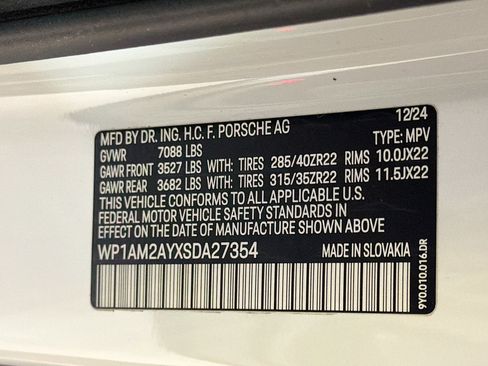 12/24
MFD BY DR. ING. H.C. F. PORSCHE AG
GVWR 7088 LBS TYPE: MPV
GAWR FRONT 3527 LBS WITH: TIRES 285/40ZR22 RIMS 10.0JX22
GAWR REAR 3682 LBS WITH: TIRES 315/35ZR22 RIMS 11.5JX22
THIS VEHICLE CONFORMS TO ALL APPLICABLE U.S.
FEDERAL MOTOR VEHICLE SAFETY STANDARDS IN
EFFECT ON THE DATE OF MANUFACTURE SHOWN ABOVE
WP1AM2AYXSDA27354 MADE IN SLOVAKIA
9Y0.010.016.DR